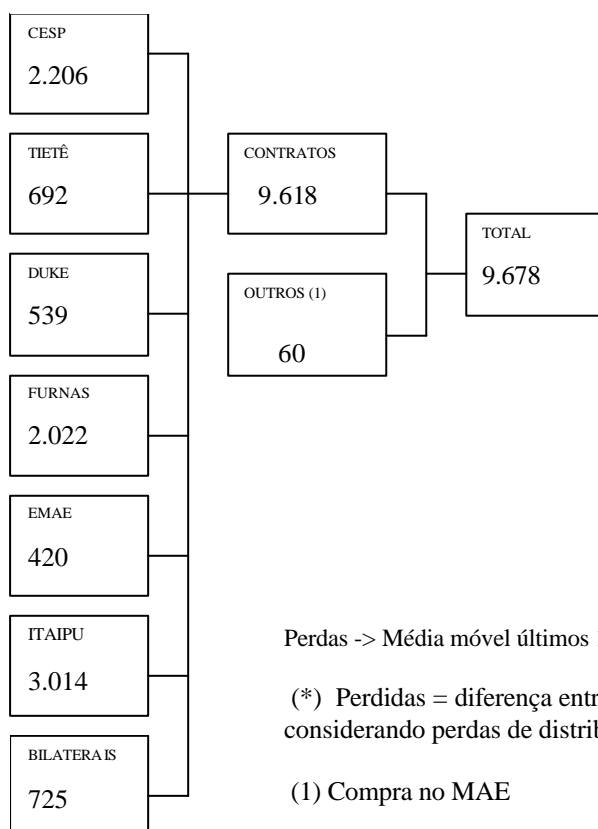 CESP
2.206
TIETÊ
692
DUKE
539
FURNAS
2.022
EMAE
420
ITAIPU
3.014
BILATERAIS
725
CONTRATOS
9.618
OUTROS (1)
60
TOTAL
9.678
Perdas -> Média móvel últimos
(*) Perdidas = diferença entr
considerando perdas de distrib
(1) Compra no MAE